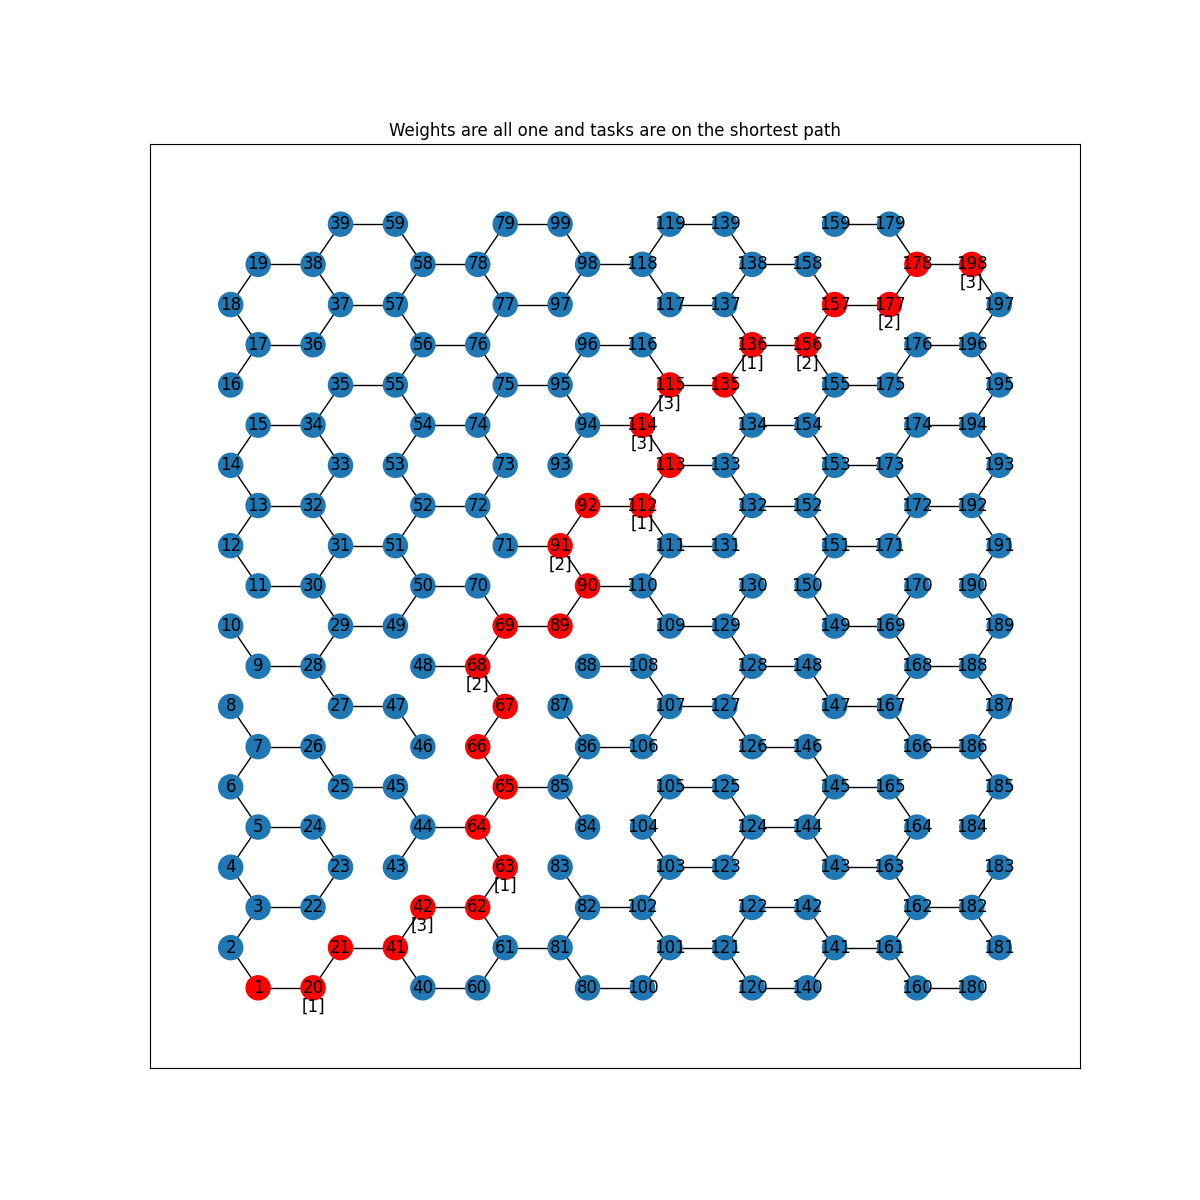 Weights are all one and tasks are on the shortest path
39 59 79 99 119 139 159 179
19 38 58 78 98 118 138 158 178 198
[3]
18 37 57 77 97 117 137 157 177 197
[2]
17 36 56 76 96 116 136 156 176 196
[1] [2]
16 35 55 75 95 115 135 155 175 195
[3]
15 34 54 74 94 114 134 154 174 194
[3]
14 33 53 73 93 113 133 153 173 193
13 32 52 72 92 112 132 152 172 192
[1]
12 31 51 71 91 111 131 151 171 191
[2]
11 30 50 70 90 110 130 150 170 190
10 29 49 69 89 109 129 149 169 189
9 28 48 68 88 108 128 148 168 188
[2]
8 27 47 67 87 107 127 147 167 187
7 26 46 66 86 106 126 146 166 186
6 25 45 65 85 105 125 145 165 185
5 24 44 64 84 104 124 144 164 184
4 23 43 63 83 103 123 143 163 183
[1]
3 22 42 62 82 102 122 142 162 182
[3]
2 21 41 61 81 101 121 141 161 181
1 20 40 60 80 100 120 140 160 180
[1]